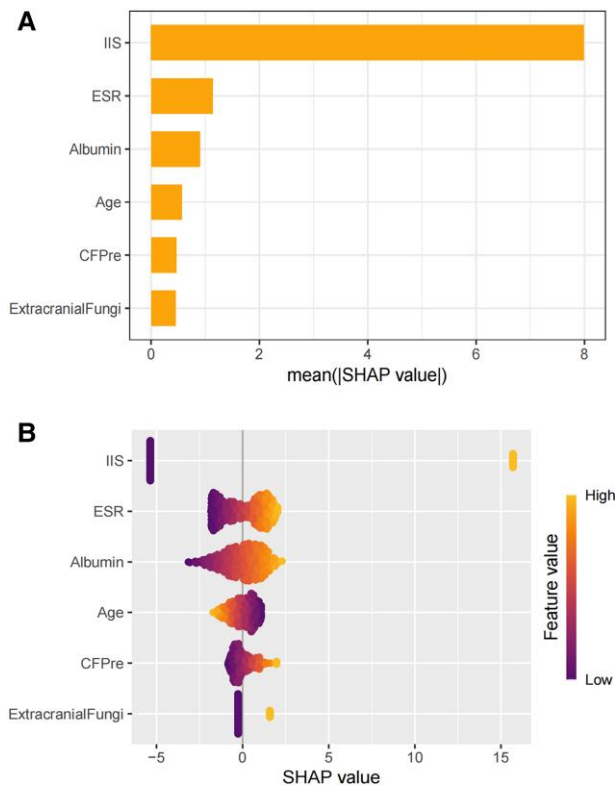 A
IIS
ESR
Albumin
Age
CFPre
ExtracranialFungi
0 2 4 6 8
mean(|SHAP value|)
B
IIS
ESR
Albumin
Age
CFPre
ExtracranialFungi
−5 0 5 10 15
SHAP value
High
Feature value
Low